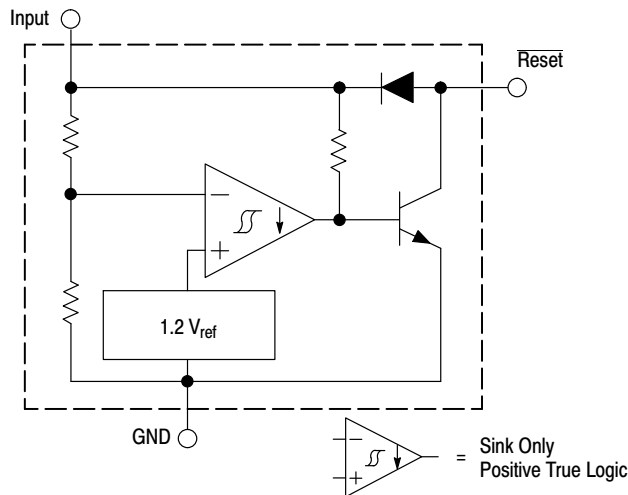 Input
Reset
1.2 Vref
GND
= Sink Only
Positive True Logic